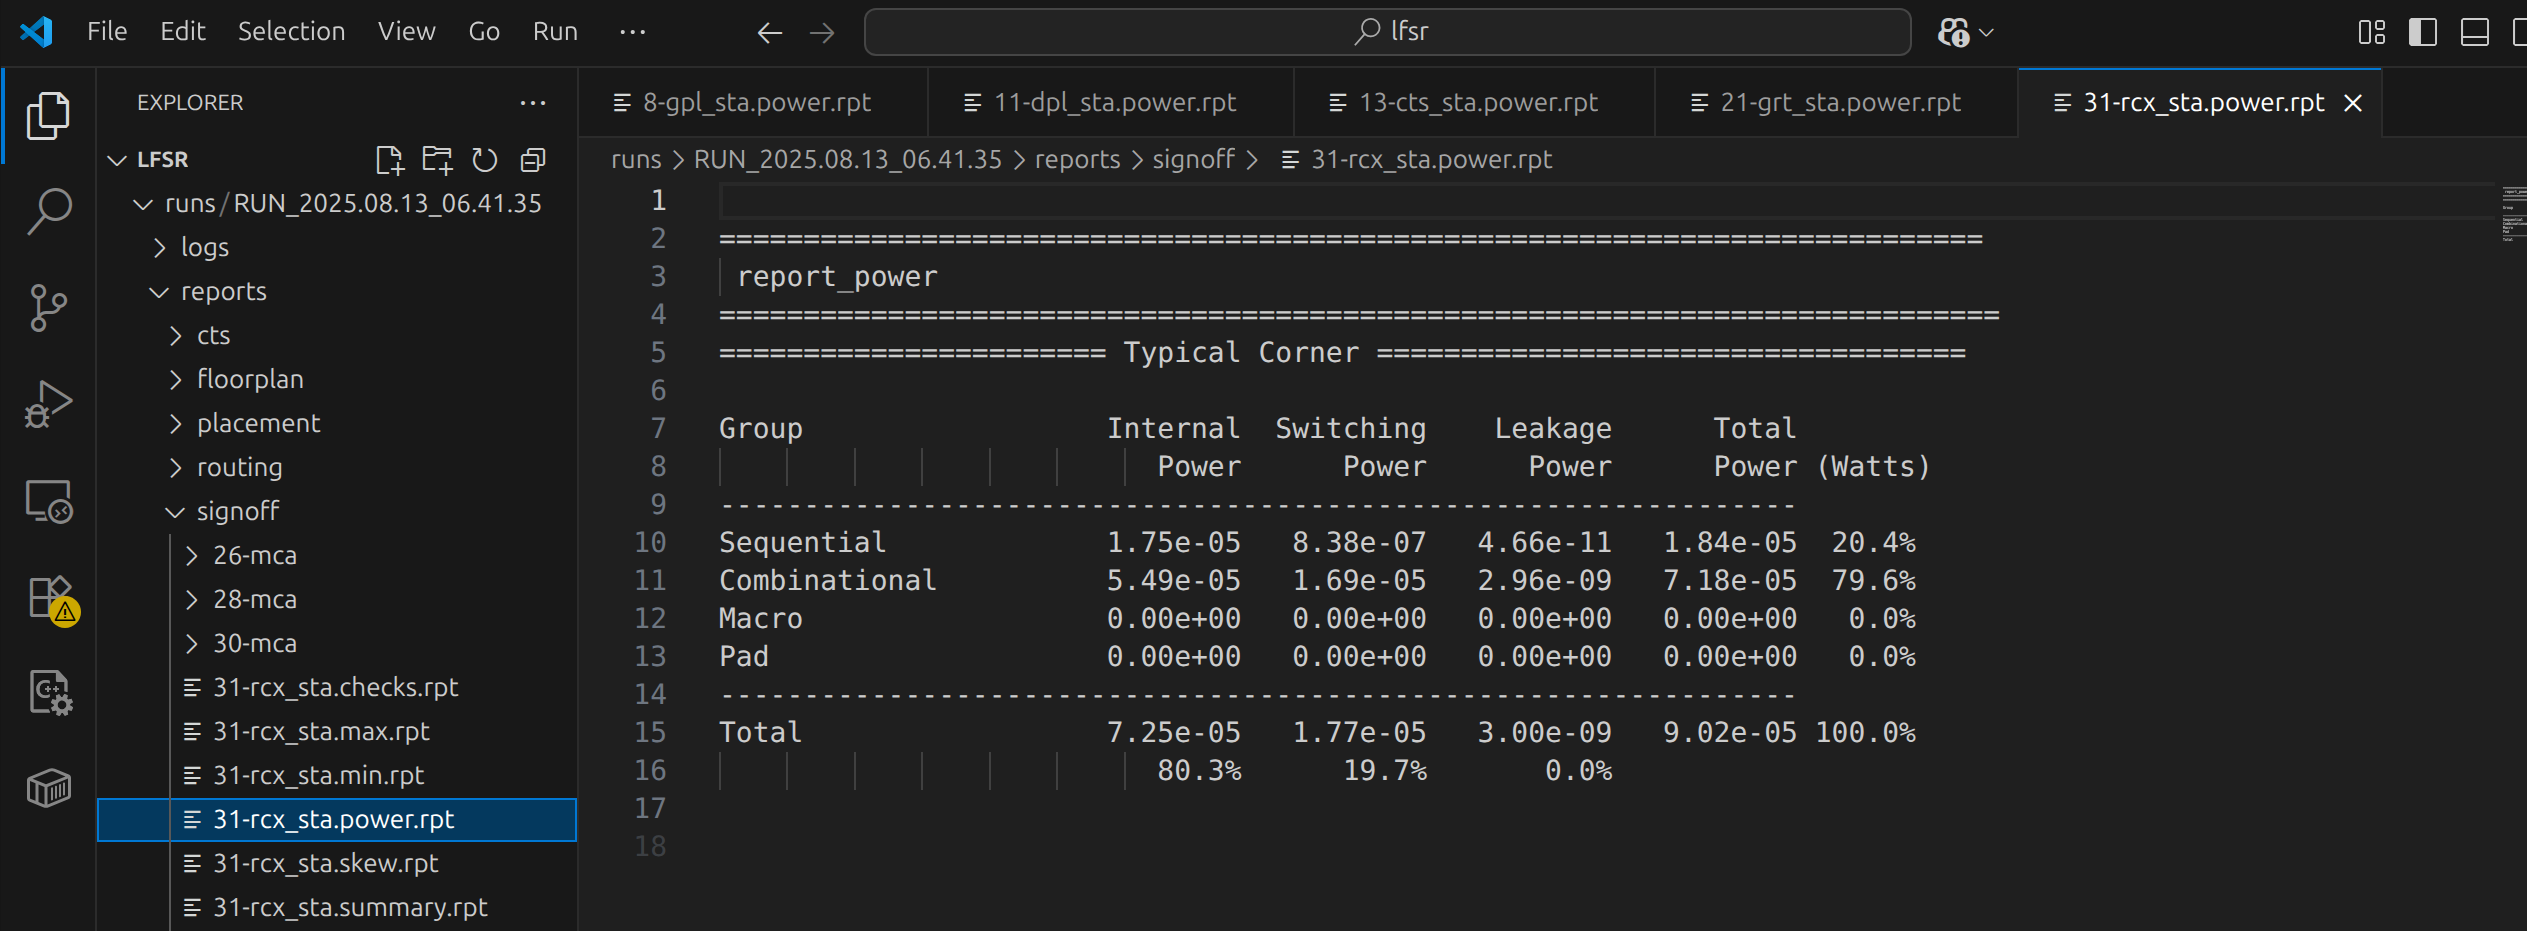 File Edit Selection View Go Run ···
lfsr
EXPLORER
LFSR
runs/RUN_2025.08.13_06.41.35
logs
reports
cts
floorplan
placement
routing
signoff
26-mca
28-mca
30-mca
31-rcx_sta.checks.rpt
31-rcx_sta.max.rpt
31-rcx_sta.min.rpt
31-rcx_sta.power.rpt
31-rcx_sta.skew.rpt
31-rcx_sta.summary.rpt
8-gpl_sta.power.rpt 11-dpl_sta.power.rpt 13-cts_sta.power.rpt 21-grt_sta.power.rpt 31-rcx_sta.power.rpt
runs > RUN_2025.08.13_06.41.35 > reports > signoff > 31-rcx_sta.power.rpt
1
2 ===========================================================================
3 report_power
4 ============================================================================
5 ======================= Typical Corner ===================================
6
7 Group Internal Switching Leakage Total
8 Power Power Power Power (Watts)
9 ----------------------------------------------------------------
10 Sequential 1.75e-05 8.38e-07 4.66e-11 1.84e-05 20.4%
11 Combinational 5.49e-05 1.69e-05 2.96e-09 7.18e-05 79.6%
12 Macro 0.00e+00 0.00e+00 0.00e+00 0.00e+00 0.0%
13 Pad 0.00e+00 0.00e+00 0.00e+00 0.00e+00 0.0%
14 ----------------------------------------------------------------
15 Total 7.25e-05 1.77e-05 3.00e-09 9.02e-05 100.0%
16 80.3% 19.7% 0.0%
17
18